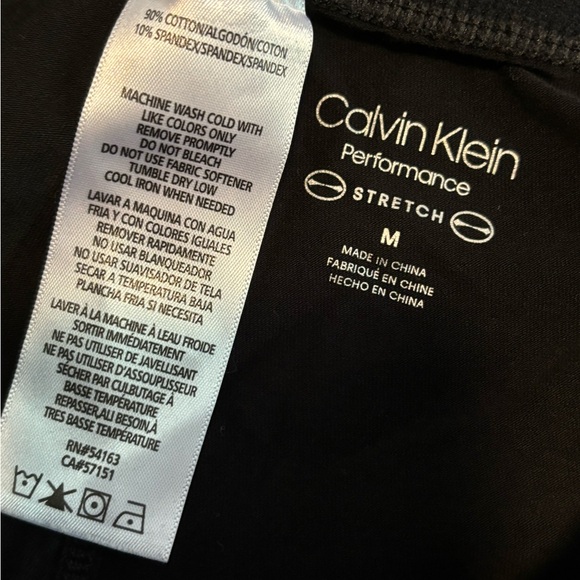 90% COTTON/ALGODÓN/COTON
10% SPANDEX/SPANDEX/SPANDEX
MACHINE WASH COLD WITH
LIKE COLORS ONLY
REMOVE PROMPTLY
DO NOT BLEACH
DO NOT USE FABRIC SOFTENER
TUMBLE DRY LOW
COOL IRON WHEN NEEDED
LAVAR A MAQUINA CON AGUA
FRIA Y CON COLORES IGUALES
REMOVER RAPIDAMENTE
NO USAR BLANQUEADOR
NO USAR SUAVISADOR DE TELA
SECAR A TEMPERATURA BAJA
PLANCHA FRIA SI NECESITA
LAVER À LA MACHINE À LEAU FROIDE
SORTIR IMMÉDIATEMENT
NE PAS UTILISER DE JAVELLISANT
NE PAS UTILISER D'ASSOUPLISSEUR
SÉCHER PAR CULBUTAGE À
BASSE TEMPÉRATURE
REPASSER,AU BESOIN,À
TRES BASSE TEMPÉRATURE
RN#54163
CA#57151
Calvin Klein
Performance
STRETCH
M
MADE IN CHINA
FABRIQUÉ EN CHINE
HECHO EN CHINA